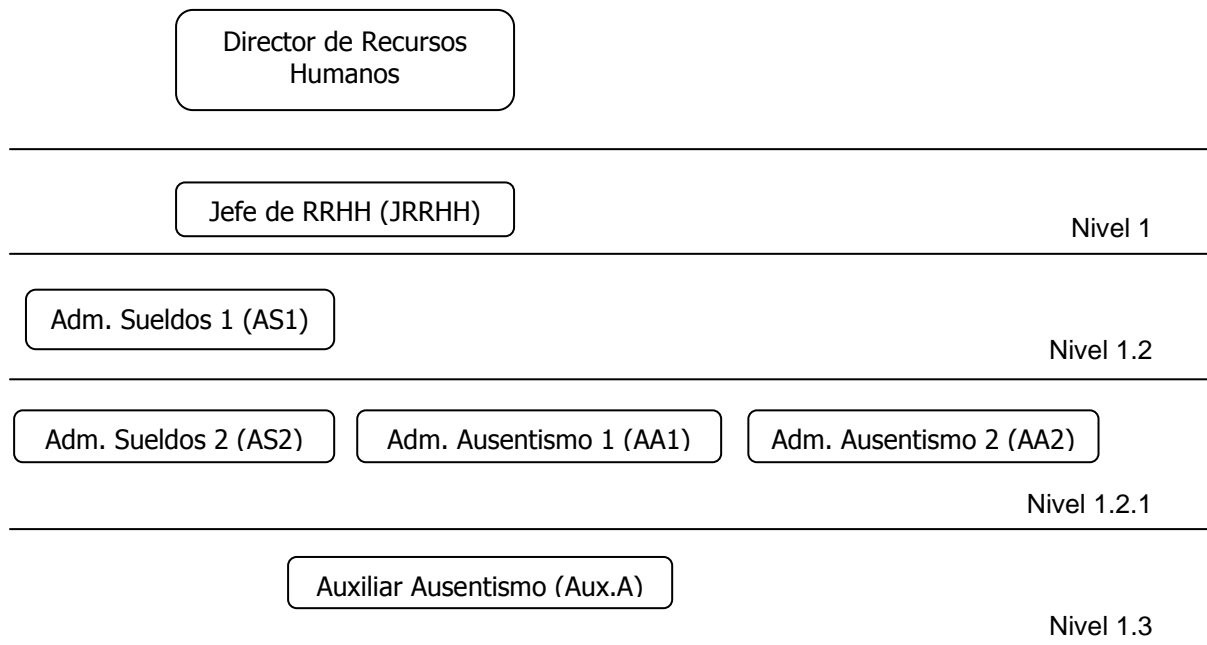 Director de Recursos
Humanos
Jefe de RRHH (JRRHH)
Nivel 1
Adm. Sueldos 1 (AS1)
Nivel 1.2
Adm. Sueldos 2 (AS2)
Adm. Ausentismo 1 (AA1)
Adm. Ausentismo 2 (AA2)
Nivel 1.2.1
Auxiliar Ausentismo (Aux.A)
Nivel 1.3